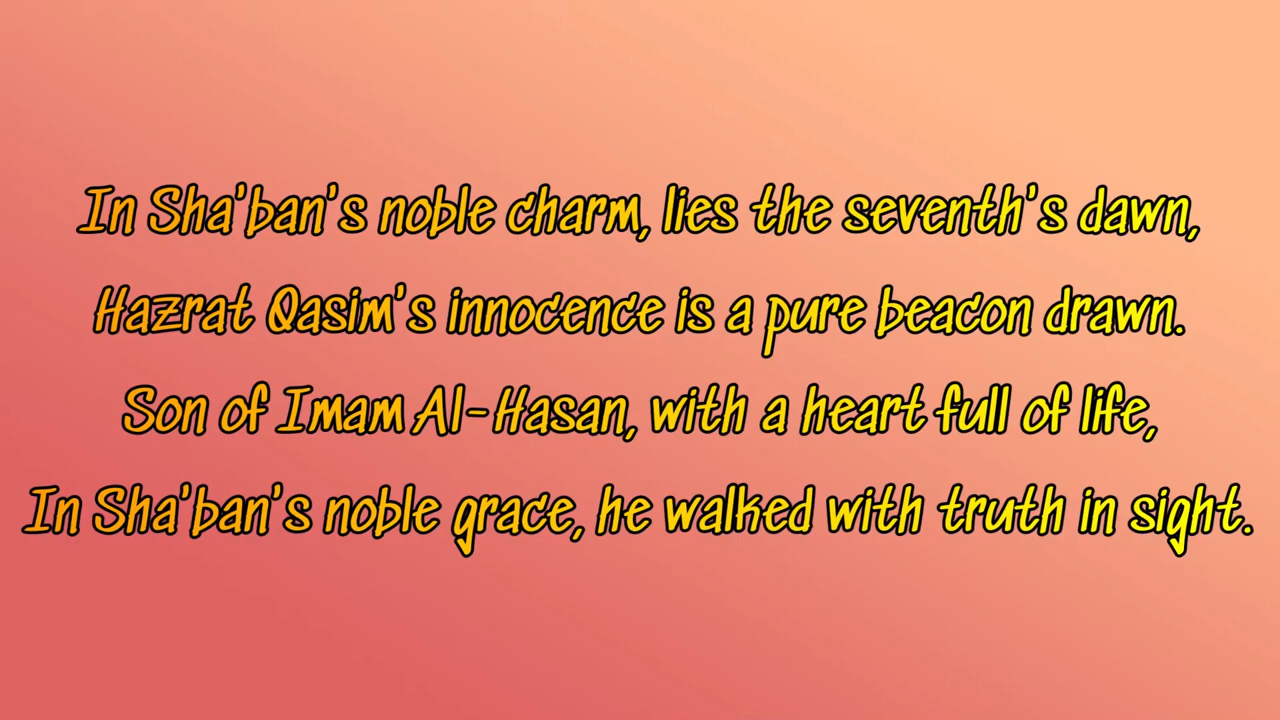 In Sha'ban's noble charm, lies the seventh's dawn,
Hazrat Qasim's innocence is a pure beacon drawn.
Son of Imam Al-Hasan, with a heart full of life,
In Sha'ban's noble grace, he walked with truth in sight.